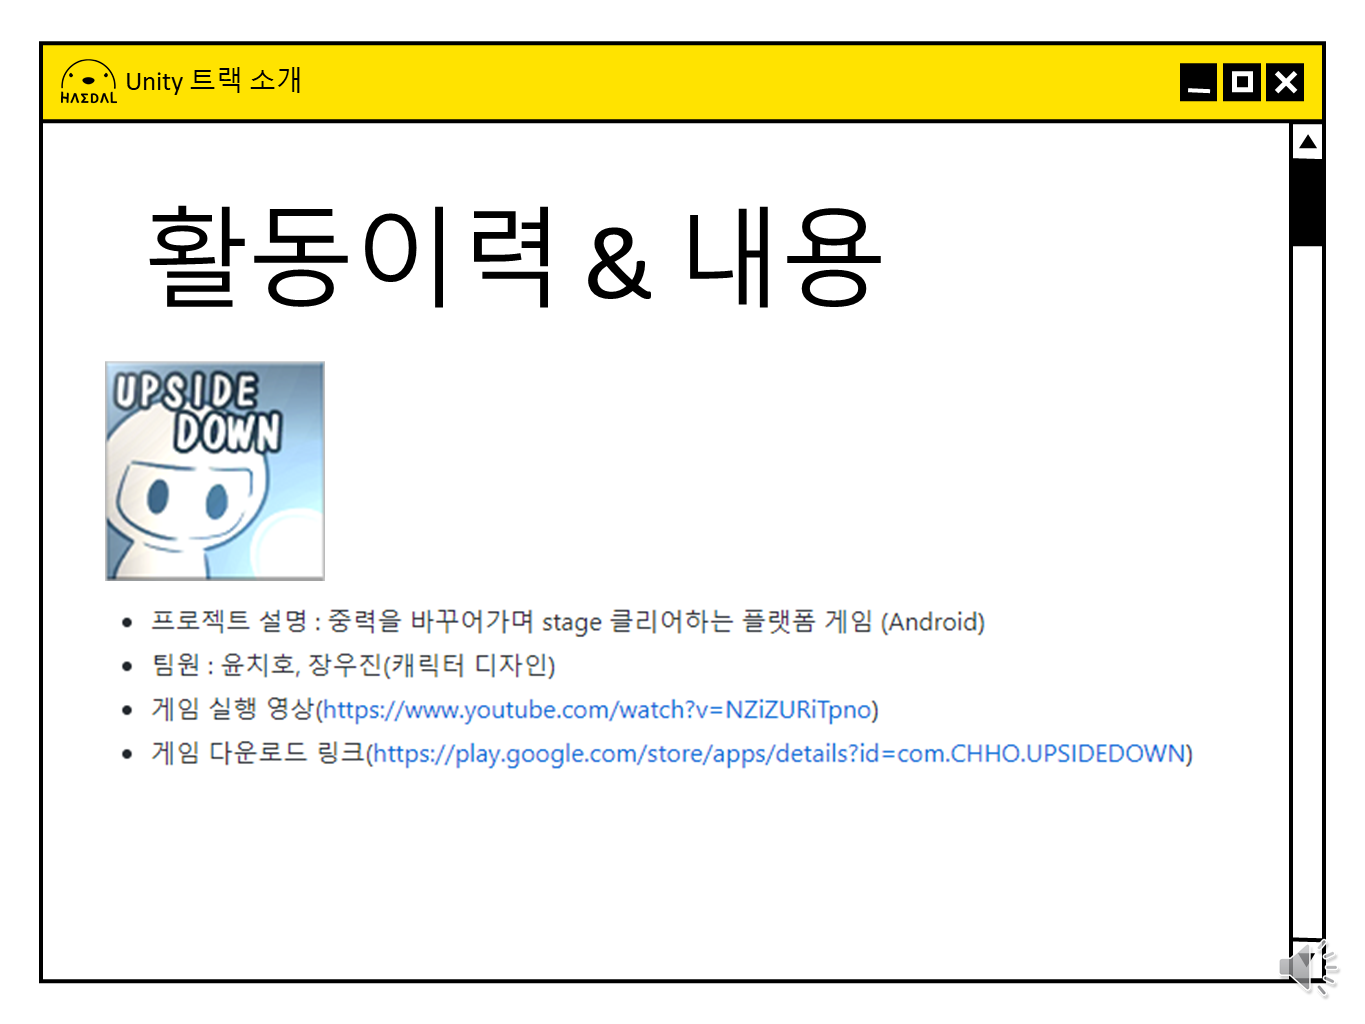 HAΣDAL
Unity 트랙 소개
활동이력 & 내용
UPSIDE
DOWN
프로젝트 설명 : 중력을 바꾸어가며 stage 클리어하는 플랫폼 게임 (Android)
팀원 : 윤치호, 장우진(캐릭터 디자인)
게임 실행 영상(https://www.youtube.com/watch?v=NZiZURiTpno)
게임 다운로드 링크(https://play.google.com/store/apps/details?id=com.CHHO.UPSIDEDOWN)